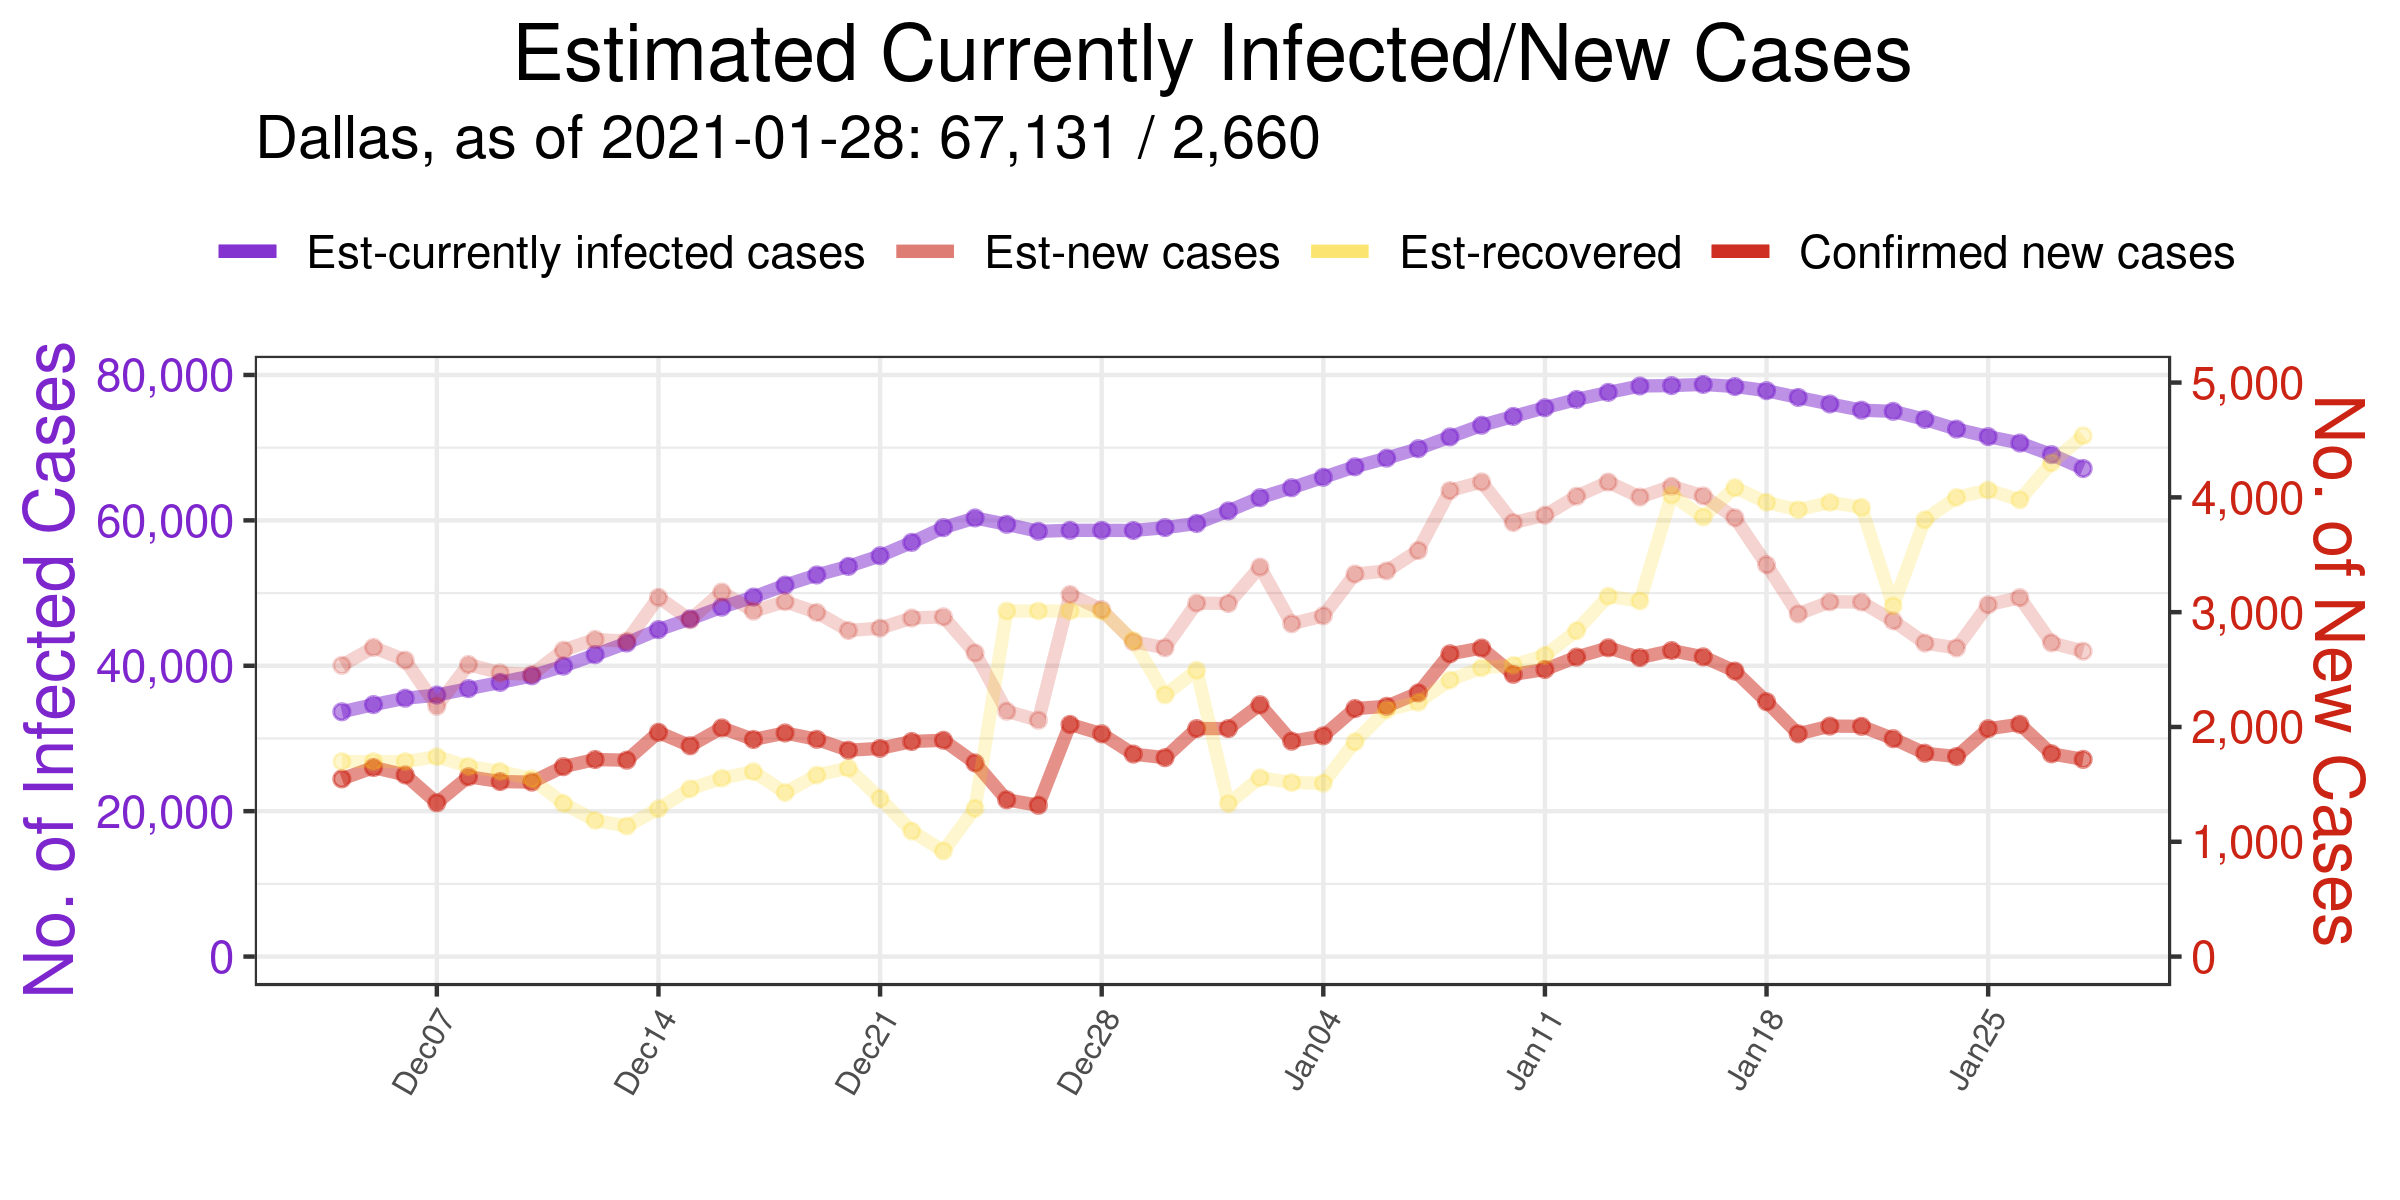 Estimated Currently Infected/New Cases
Dallas, as of 2021-01-28: 67,131 / 2,660
Est-currently infected cases Est-new cases Est-recovered Confirmed new cases
No. of Infected Cases
80,000
60,000
40,000
20,000
0
5,000
4,000
3,000
2,000
1,000
0
No. of New Cases
Dec07 Dec14 Dec21 Dec28 Jan04 Jan11 Jan18 Jan25